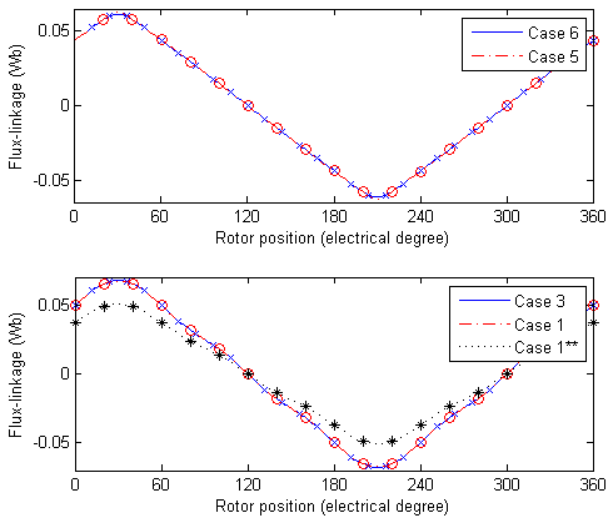 Flux-linkage (Wb)
0.05
0
-0.05
Case 6
Case 5
0 60 120 180 240 300 360
Rotor position (electrical degree)
Flux-linkage (Wb)
0.05
0
-0.05
Case 3
Case 1
Case 1**
0 60 120 180 240 300 360
Rotor position (electrical degree)